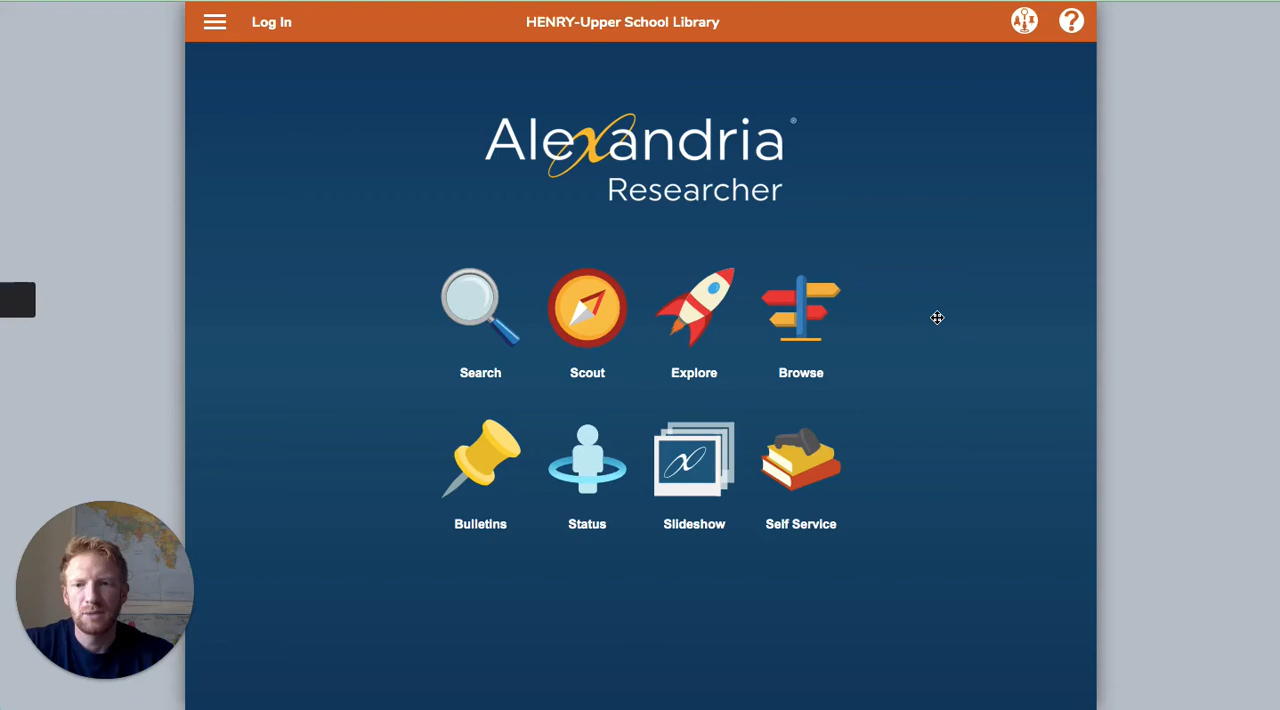 Log In
HENRY-Upper School Library
Alexandria®
Researcher
Search
Scout
Explore
Browse
Bulletins
Status
Slideshow
Self Service